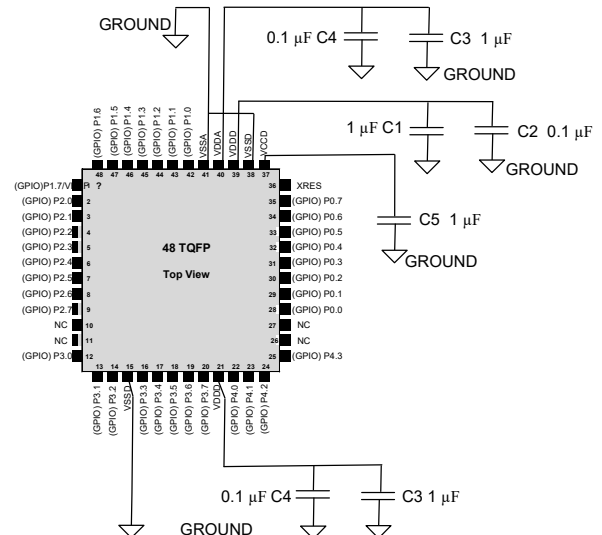 GROUND
0.1 µF C4
C3 1 µF
GROUND
1 µF C1
C2 0.1 µF
GROUND
C5 1 µF
GROUND
(GPIO) P1.6
(GPIO) P1.5
(GPIO) P1.4
(GPIO) P1.3
(GPIO) P1.2
(GPIO) P1.1
(GPIO) P1.0
VSSA
VDDA
VDDD
VSSD
VCCD
48 47 46 45 44 43 42 41 40 39 38 37
?
48 TQFP
Top View
(GPIO)P1.7/V
(GPIO) P2.0 2
(GPIO) P2.1 3
(GPIO) P2.2 4
(GPIO) P2.3 5
(GPIO) P2.4 6
(GPIO) P2.5 7
(GPIO) P2.6 8
(GPIO) P2.7 9
NC 10
NC 11
(GPIO) P3.0 12
36 XRES
35 (GPIO) P0.7
34 (GPIO) P0.6
33 (GPIO) P0.5
32 (GPIO) P0.4
31 (GPIO) P0.3
30 (GPIO) P0.2
29 (GPIO) P0.1
28 (GPIO) P0.0
27 NC
26 NC
25 (GPIO) P4.3
13 14 15 16 17 18 19 20 21 22 23 24
(GPIO) P3.1
(GPIO) P3.2
VSSD
(GPIO) P3.3
(GPIO) P3.4
(GPIO) P3.5
(GPIO) P3.6
(GPIO) P3.7
VDDD
(GPIO) P4.0
(GPIO) P4.1
(GPIO) P4.2
0.1 µF C4
C3 1 µF
GROUND